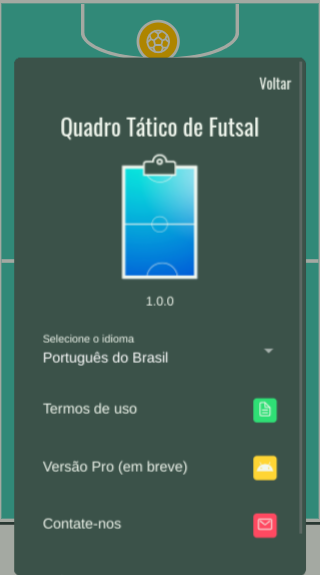 Voltar
Quadro Tático de Futsal
1.0.0
Selecione o idioma
Português do Brasil
Termos de uso
Versão Pro (em breve)
Contate-nos